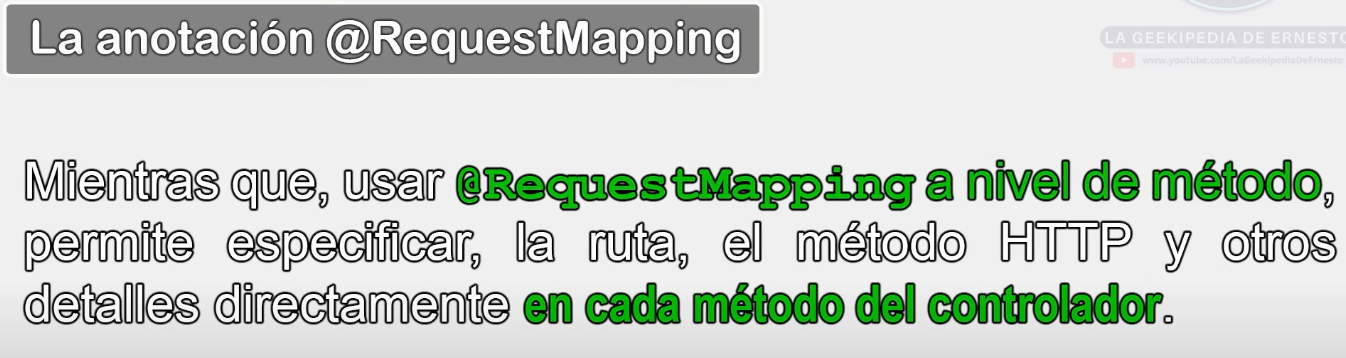 La anotación @RequestMapping
LA GEEKIPEDIA DE ERNESTO
www.youtube.com/LaGeekipediaDeErnesto
Mientras que, usar @RequestMapping a nivel de método,
permite especificar, la ruta, el método HTTP y otros
detalles directamente en cada método del controlador.